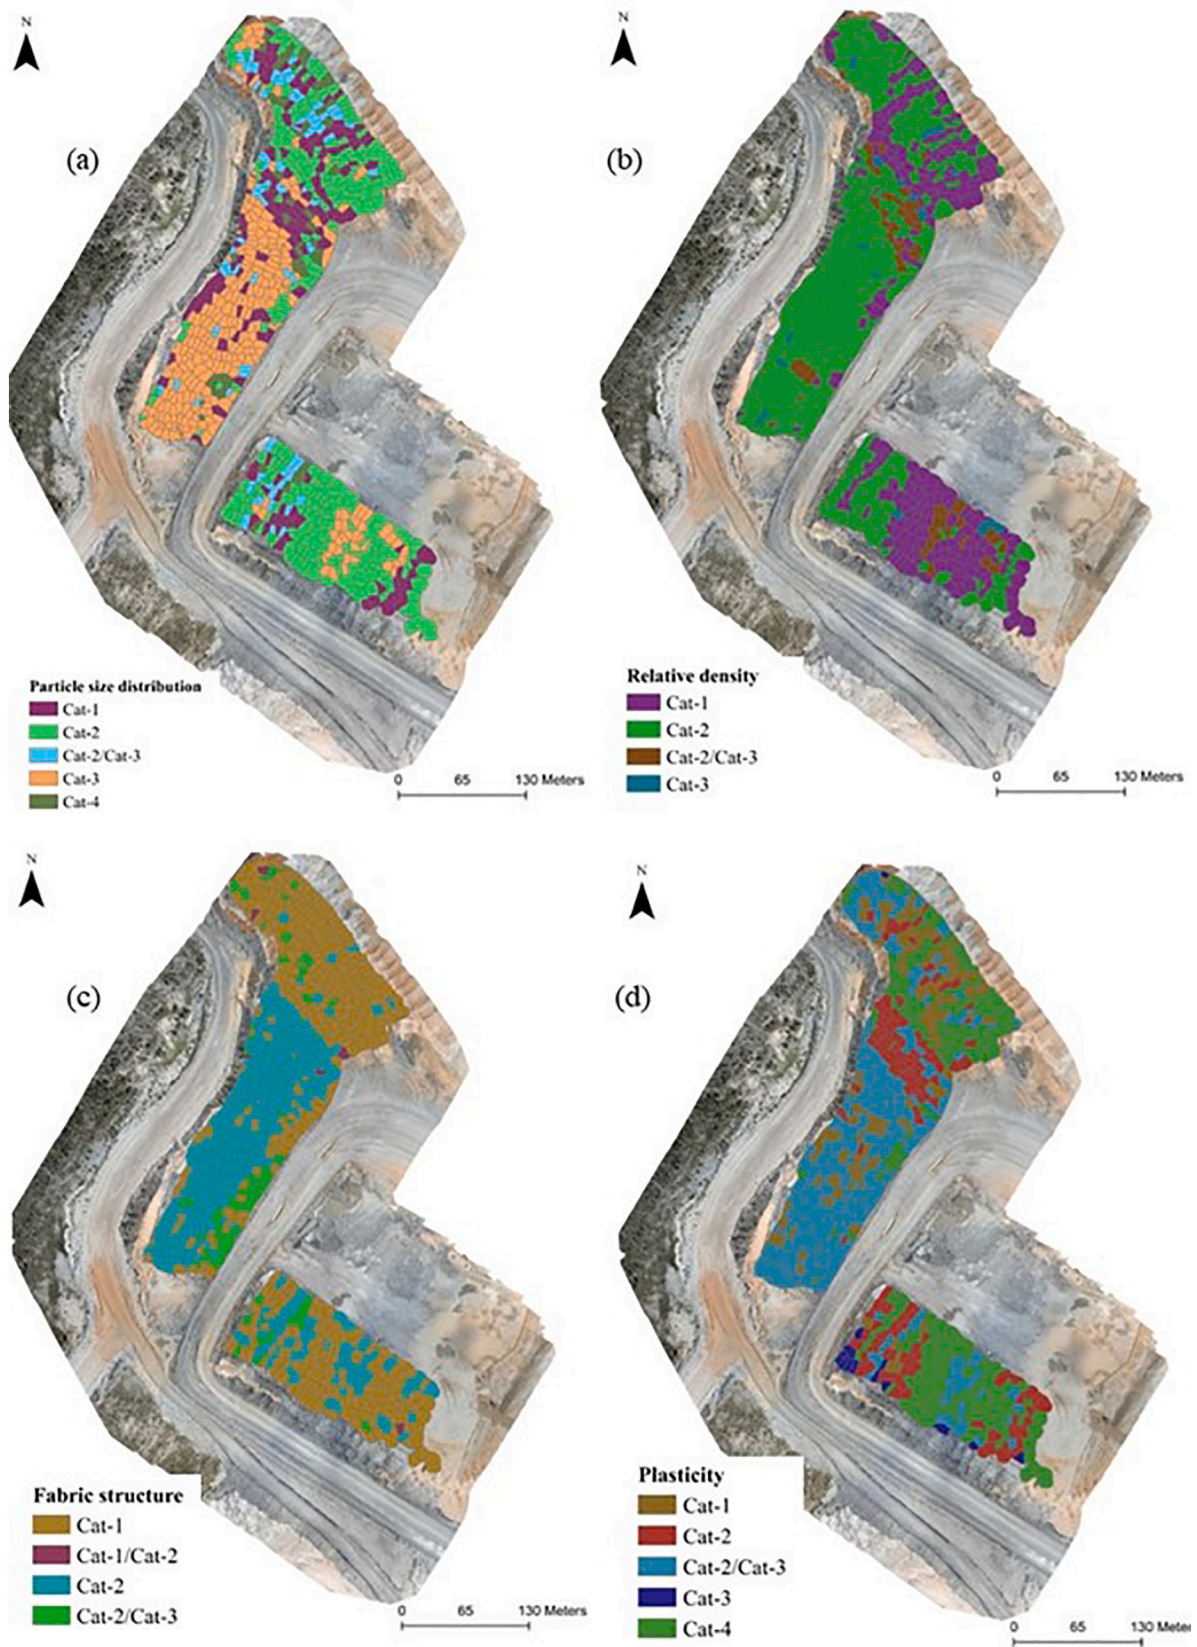 N
(a)
Particle size distribution
Cat-1
Cat-2
Cat-2/Cat-3
Cat-3
Cat-4
0 65 130 Meters
N
(b)
Relative density
Cat-1
Cat-2
Cat-2/Cat-3
Cat-3
0 65 130 Meters
N
(c)
Fabric structure
Cat-1
Cat-1/Cat-2
Cat-2
Cat-2/Cat-3
0 65 130 Meters
N
(d)
Plasticity
Cat-1
Cat-2
Cat-2/Cat-3
Cat-3
Cat-4
0 65 130 Meter